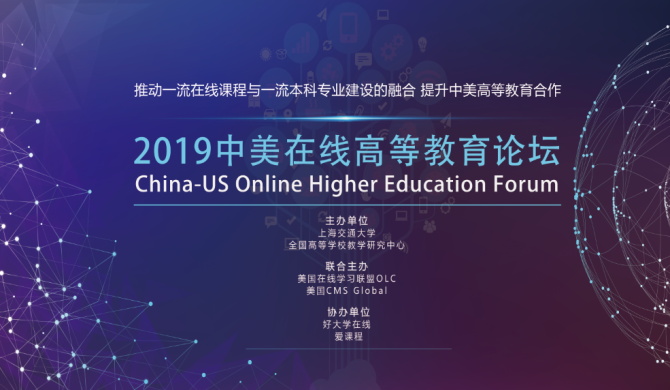 推动一流在线课程与一流本科专业建设的融合 提升中美高等教育合作
2019中美在线高等教育论坛
China-US Online Higher Education Forum
主办单位
上海交通大学
全国高等学校教学研究中心
联合主办
美国在线学习联盟OLC
美国CMS Global
协办单位
好大学在线
爱课程